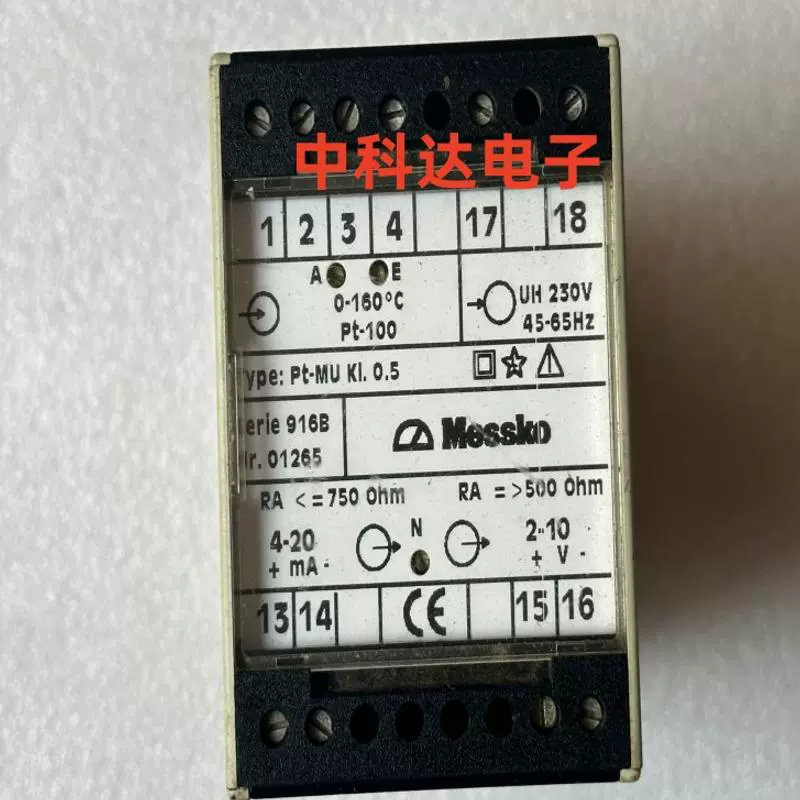 中科达电子
1 2 3 4 17 18
A E
0-160°C
Pt-100
UH 230V
45-65Hz
ype: Pt-MU Kl. 0.5
erie 916B
Nr. 01265
Messko
RA <=750 Ohm
RA =>500 Ohm
4-20
+ mA -
N
2-10
+ V -
13 14 CE 15 16